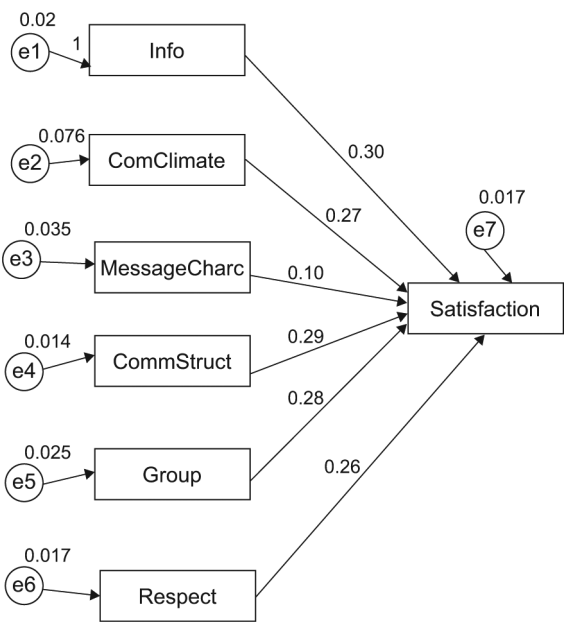 0.02
e1
1
Info
0.30
0.076
e2
ComClimate
0.27
0.017
e7
0.035
e3
MessageCharc
0.10
Satisfaction
0.014
e4
CommStruct
0.29
0.28
0.025
e5
Group
0.26
0.017
e6
Respect